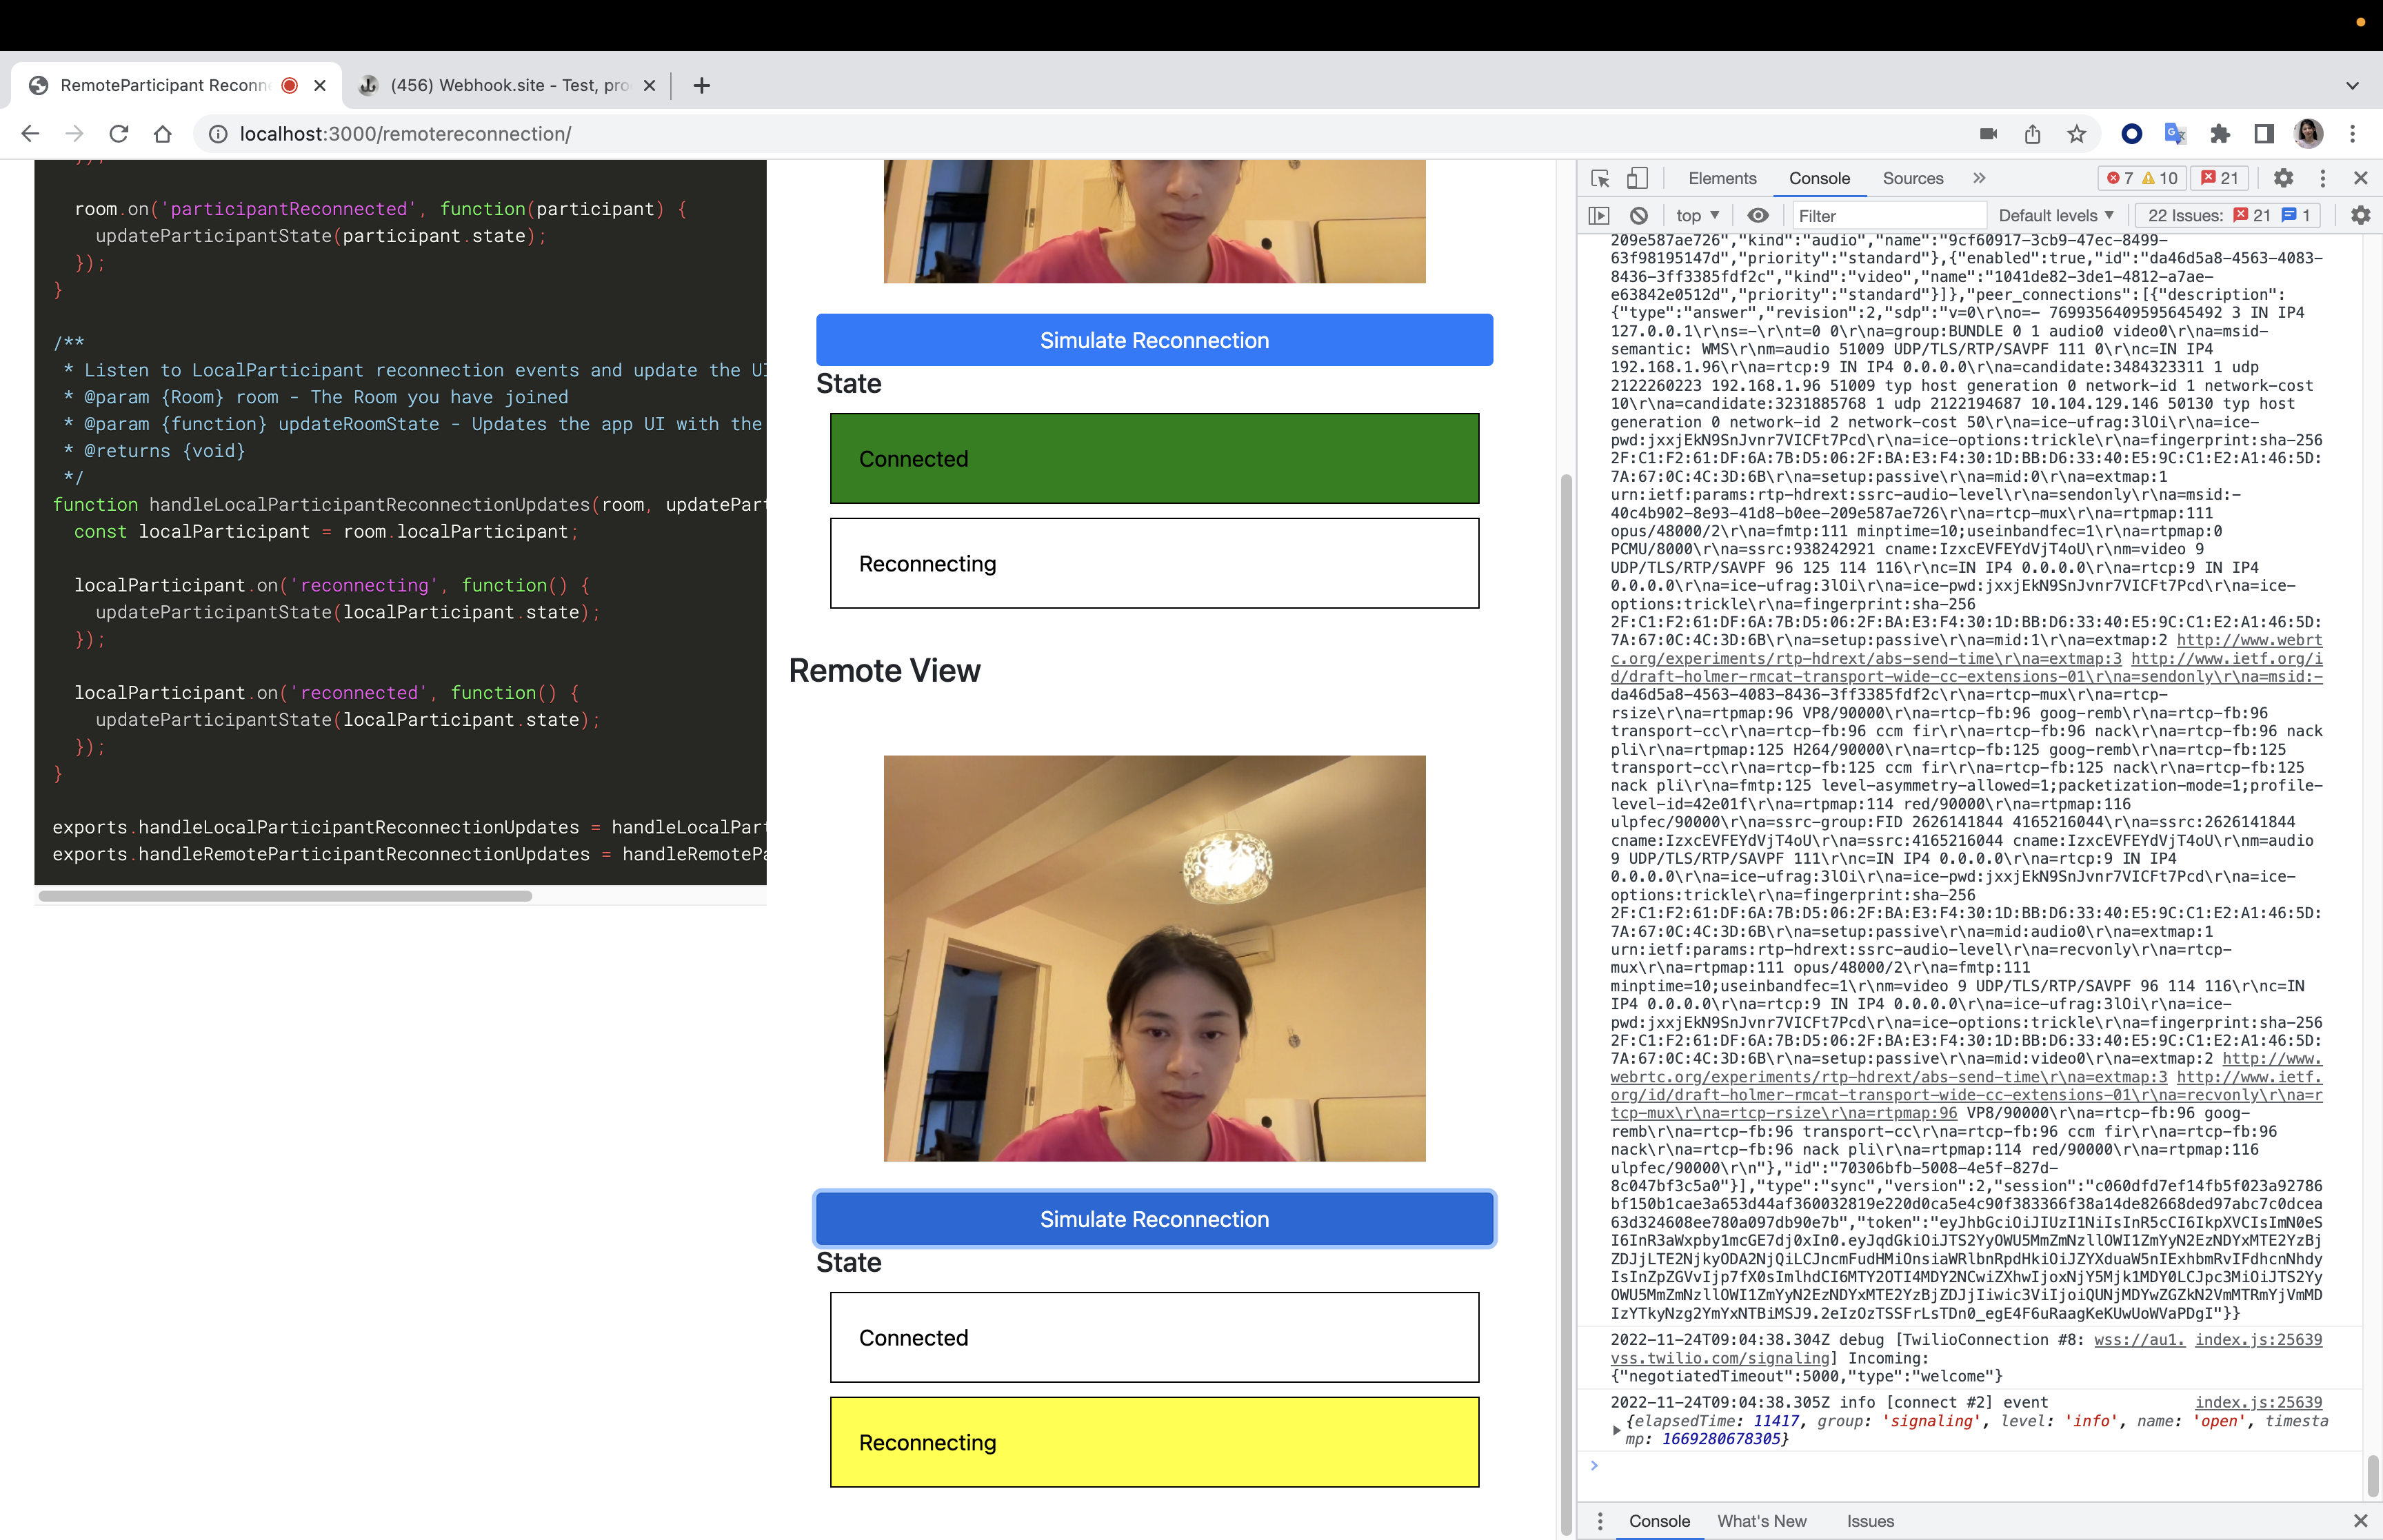 RemoteParticipant Reconn
(456) Webhook.site - Test, pro
localhost:3000/remotereconnection/
});
room.on('participantReconnected', function(participant) {
updateParticipantState(participant.state);
});
}
/**
* Listen to LocalParticipant reconnection events and update the UI
* @param {Room} room - The Room you have joined
* @param {function} updateRoomState - Updates the app UI with the
* @returns {void}
*/
function handleLocalParticipantReconnectionUpdates(room, updatePart
const localParticipant = room.localParticipant;
localParticipant.on('reconnecting', function() {
updateParticipantState(localParticipant.state);
});
localParticipant.on('reconnected', function() {
updateParticipantState(localParticipant.state);
});
}
exports.handleLocalParticipantReconnectionUpdates = handleLocalPart
exports.handleRemoteParticipantReconnectionUpdates = handleRemotePa
Simulate Reconnection
State
Connected
Reconnecting
Remote View
Simulate Reconnection
State
Connected
Reconnecting
Elements Console Sources 7 10 21
top Filter Default levels 22 Issues: 21 1
209e587ae726","kind":"audio","name":"9cf60917-3cb9-47ec-8499-
63f98195147d","priority":"standard"},{"enabled":true,"id":"da46d5a8-4563-4083-
8436-3ff3385fdf2c","kind":"video","name":"1041de82-3de1-4812-a7ae-
e63842e0512d","priority":"standard"}]},"peer_connections":[{"description":
{"type":"answer","revision":2,"sdp":"v=0\r\no=- 7699356409595645492 3 IN IP4
127.0.0.1\r\ns=-\r\nt=0 0\r\na=group:BUNDLE 0 1 audio0 video0\r\na=msid-
semantic: WMS\r\nm=audio 51009 UDP/TLS/RTP/SAVPF 111 0\r\nc=IN IP4
192.168.1.96\r\na=rtcp:9 IN IP4 0.0.0.0\r\na=candidate:3484323311 1 udp
2122260223 192.168.1.96 51009 typ host generation 0 network-id 1 network-cost
10\r\na=candidate:3231885768 1 udp 2122194687 10.104.129.146 50130 typ host
generation 0 network-id 2 network-cost 50\r\na=ice-ufrag:3lOi\r\na=ice-
pwd:jxxjEkN9SnJvnr7VICFt7Pcd\r\na=ice-options:trickle\r\na=fingerprint:sha-256
2F:C1:F2:61:DF:6A:7B:D5:06:2F:BA:E3:F4:30:1D:BB:D6:33:40:E5:9C:C1:E2:A1:46:5D:
7A:67:0C:4C:3D:6B\r\na=setup:passive\r\na=mid:0\r\na=extmap:1
urn:ietf:params:rtp-hdrext:ssrc-audio-level\r\na=sendonly\r\na=msid:-
40c4b902-8e93-41d8-b0ee-209e587ae726\r\na=rtcp-mux\r\na=rtpmap:111
opus/48000/2\r\na=fmtp:111 minptime=10;useinbandfec=1\r\na=rtpmap:0
PCMU/8000\r\na=ssrc:938242921 cname:IzxcEVFEYdVjT4oU\r\nm=video 9
UDP/TLS/RTP/SAVPF 96 125 114 116\r\nc=IN IP4 0.0.0.0\r\na=rtcp:9 IN IP4
0.0.0.0\r\na=ice-ufrag:3lOi\r\na=ice-pwd:jxxjEkN9SnJvnr7VICFt7Pcd\r\na=ice-
options:trickle\r\na=fingerprint:sha-256
2F:C1:F2:61:DF:6A:7B:D5:06:2F:BA:E3:F4:30:1D:BB:D6:33:40:E5:9C:C1:E2:A1:46:5D:
7A:67:0C:4C:3D:6B\r\na=setup:passive\r\na=mid:1\r\na=extmap:2 http://www.webrt
c.org/experiments/rtp-hdrext/abs-send-time\r\na=extmap:3 http://www.ietf.org/i
d/draft-holmer-rmcat-transport-wide-cc-extensions-01\r\na=sendonly\r\na=msid:-
da46d5a8-4563-4083-8436-3ff3385fdf2c\r\na=rtcp-mux\r\na=rtcp-
rsize\r\na=rtpmap:96 VP8/90000\r\na=rtcp-fb:96 goog-remb\r\na=rtcp-fb:96
transport-cc\r\na=rtcp-fb:96 ccm fir\r\na=rtcp-fb:96 nack\r\na=rtcp-fb:96 nack
pli\r\na=rtpmap:125 H264/90000\r\na=rtcp-fb:125 goog-remb\r\na=rtcp-fb:125
transport-cc\r\na=rtcp-fb:125 ccm fir\r\na=rtcp-fb:125 nack\r\na=rtcp-fb:125
nack pli\r\na=fmtp:125 level-asymmetry-allowed=1;packetization-mode=1;profile-
level-id=42e01f\r\na=rtpmap:114 red/90000\r\na=rtpmap:116
ulpfec/90000\r\na=ssrc-group:FID 2626141844 4165216044\r\na=ssrc:2626141844
cname:IzxcEVFEYdVjT4oU\r\na=ssrc:4165216044 cname:IzxcEVFEYdVjT4oU\r\nm=audio
9 UDP/TLS/RTP/SAVPF 111\r\nc=IN IP4 0.0.0.0\r\na=rtcp:9 IN IP4
0.0.0.0\r\na=ice-ufrag:3lOi\r\na=ice-pwd:jxxjEkN9SnJvnr7VICFt7Pcd\r\na=ice-
options:trickle\r\na=fingerprint:sha-256
2F:C1:F2:61:DF:6A:7B:D5:06:2F:BA:E3:F4:30:1D:BB:D6:33:40:E5:9C:C1:E2:A1:46:5D:
7A:67:0C:4C:3D:6B\r\na=setup:passive\r\na=mid:audio0\r\na=extmap:1
urn:ietf:params:rtp-hdrext:ssrc-audio-level\r\na=recvonly\r\na=rtcp-
mux\r\na=rtpmap:111 opus/48000/2\r\na=fmtp:111
minptime=10;useinbandfec=1\r\nm=video 9 UDP/TLS/RTP/SAVPF 96 114 116\r\nc=IN
IP4 0.0.0.0\r\na=rtcp:9 IN IP4 0.0.0.0\r\na=ice-ufrag:3lOi\r\na=ice-
pwd:jxxjEkN9SnJvnr7VICFt7Pcd\r\na=ice-options:trickle\r\na=fingerprint:sha-256
2F:C1:F2:61:DF:6A:7B:D5:06:2F:BA:E3:F4:30:1D:BB:D6:33:40:E5:9C:C1:E2:A1:46:5D:
7A:67:0C:4C:3D:6B\r\na=setup:passive\r\na=mid:video0\r\na=extmap:2 http://www.
webrtc.org/experiments/rtp-hdrext/abs-send-time\r\na=extmap:3 http://www.ietf.
org/id/draft-holmer-rmcat-transport-wide-cc-extensions-01\r\na=recvonly\r\na=r
tcp-mux\r\na=rtcp-rsize\r\na=rtpmap:96 VP8/90000\r\na=rtcp-fb:96 goog-
remb\r\na=rtcp-fb:96 transport-cc\r\na=rtcp-fb:96 ccm fir\r\na=rtcp-fb:96
nack\r\na=rtcp-fb:96 nack pli\r\na=rtpmap:114 red/90000\r\na=rtpmap:116
ulpfec/90000\r\n"},"id":"70306bfb-5008-4e5f-827d-
8c047bf3c5a0"}],"type":"sync","version":2,"session":"c060dfd7ef14fb5f023a92786
bf150b1cae3a653d44af360032819e220d0ca5e4c90f383366f38a14de82668ded97abc7c0dcea
63d324608ee780a097db90e7b","token":"eyJhbGciOiJIUzI1NiIsInR5cCI6IkpXVCIsImN0eS
2022-11-24T09:04:38.304Z debug [TwilioConnection #8: wss://au1. index.js:25639
vss.twilio.com/signaling] Incoming:
{"negotiatedTimeout":5000,"type":"welcome"}
2022-11-24T09:04:38.305Z info [connect #2] event index.js:25639
{elapsedTime: 11417, group: 'signaling', level: 'info', name: 'open', timesta
mp: 1669280678305}
Console What's New Issues